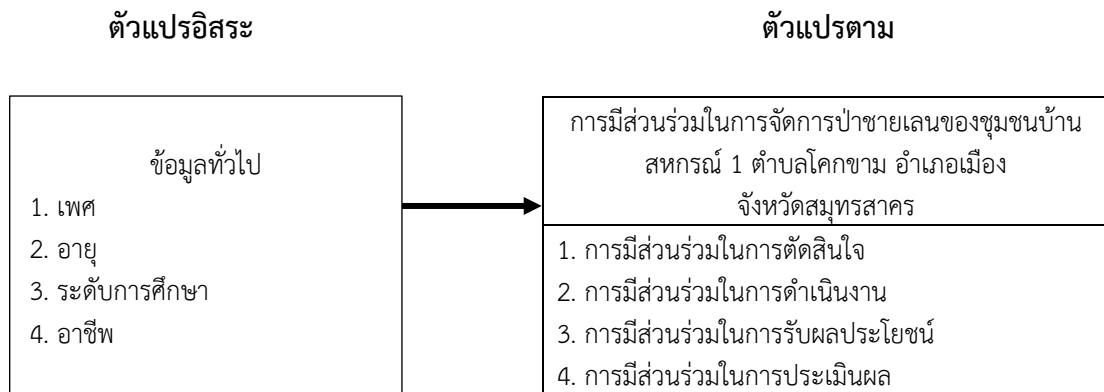 ตัวแปรอิสระ
ตัวแปรตาม
ข้อมูลทั่วไป
1. เพศ
2. อายุ
3. ระดับการศึกษา
4. อาชีพ
การมีส่วนร่วมในการจัดการป่าชายเลนของชุมชนบ้าน
สหกรณ์ 1 ตำบลโคกขาม อำเภอเมือง
จังหวัดสมุทรสาคร
1. การมีส่วนร่วมในการตัดสินใจ
2. การมีส่วนร่วมในการดำเนินงาน
3. การมีส่วนร่วมในการรับผลประโยชน์
4. การมีส่วนร่วมในการประเมินผล